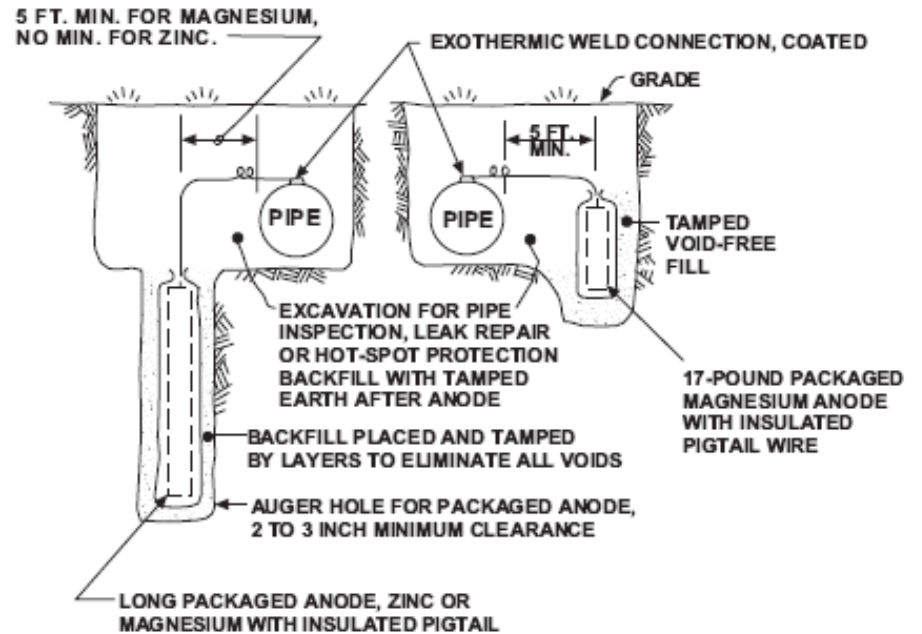 5 FT. MIN. FOR MAGNESIUM,
NO MIN. FOR ZINC.
EXOTHERMIC WELD CONNECTION, COATED
GRADE
5 FT.
MIN.
PIPE
PIPE
TAMPED
VOID-FREE
FILL
EXCAVATION FOR PIPE
INSPECTION, LEAK REPAIR
OR HOT-SPOT PROTECTION
BACKFILL WITH TAMPED
EARTH AFTER ANODE
17-POUND PACKAGED
MAGNESIUM ANODE
WITH INSULATED
PIGTAIL WIRE
BACKFILL PLACED AND TAMPED
BY LAYERS TO ELIMINATE ALL VOIDS
AUGER HOLE FOR PACKAGED ANODE,
2 TO 3 INCH MINIMUM CLEARANCE
LONG PACKAGED ANODE, ZINC OR
MAGNESIUM WITH INSULATED PIGTAIL